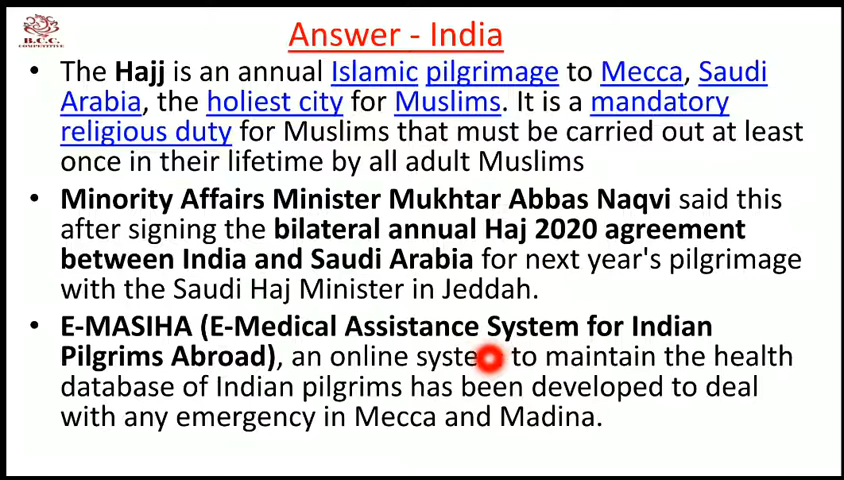 B.C.C.
COMPETITIVE
Answer - India
• The Hajj is an annual Islamic pilgrimage to Mecca, Saudi
Arabia, the holiest city for Muslims. It is a mandatory
religious duty for Muslims that must be carried out at least
once in their lifetime by all adult Muslims
• Minority Affairs Minister Mukhtar Abbas Naqvi said this
after signing the bilateral annual Haj 2020 agreement
between India and Saudi Arabia for next year's pilgrimage
with the Saudi Haj Minister in Jeddah.
• E-MASIHA (E-Medical Assistance System for Indian
Pilgrims Abroad), an online system to maintain the health
database of Indian pilgrims has been developed to deal
with any emergency in Mecca and Madina.